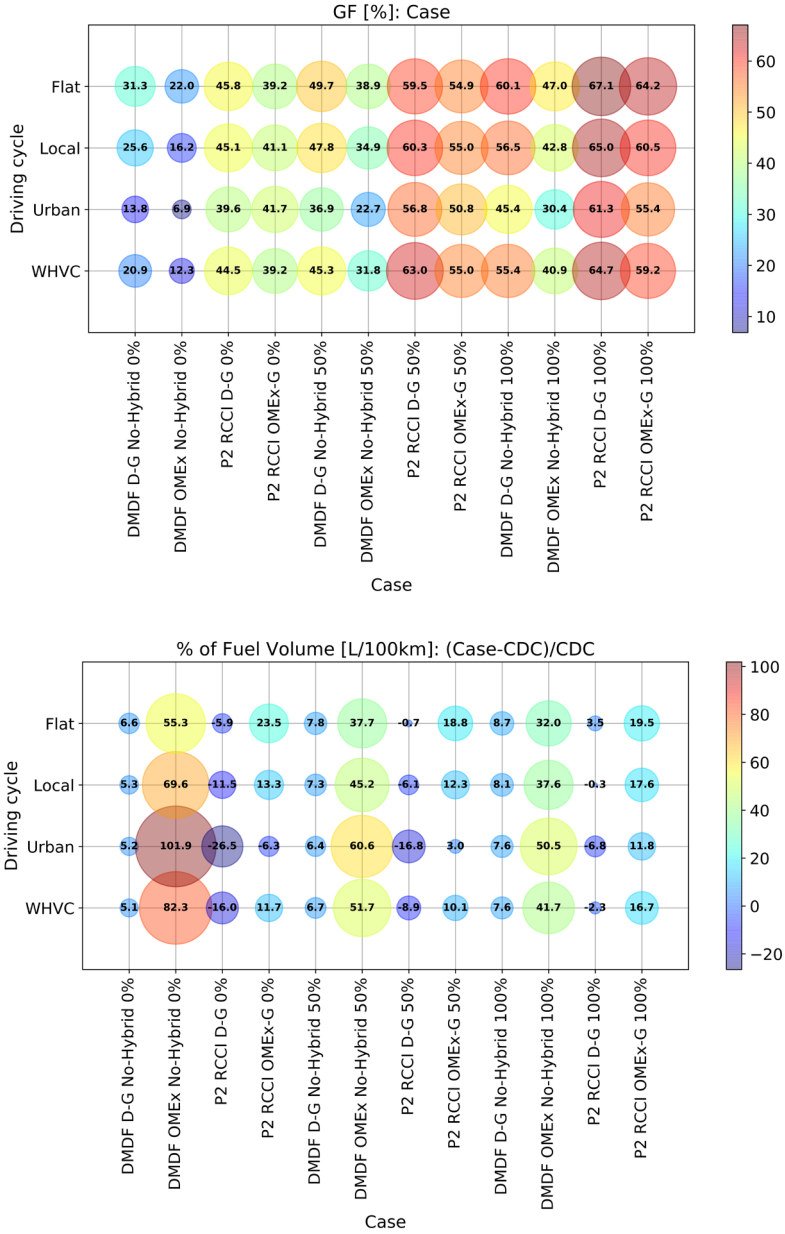 GF [%]: Case
Driving cycle
Flat 31.3 22.0 45.8 39.2 49.7 38.9 59.5 54.9 60.1 47.0 67.1 64.2
Local 25.6 16.2 45.1 41.1 47.8 34.9 60.3 55.0 56.5 42.8 65.0 60.5
Urban 13.8 6.9 39.6 41.7 36.9 22.7 56.8 50.8 45.4 30.4 61.3 55.4
WHVC 20.9 12.3 44.5 39.2 45.3 31.8 63.0 55.0 55.4 40.9 64.7 59.2
60
50
40
30
20
10
DMDF D-G No-Hybrid 0%
DMDF OMEx No-Hybrid 0%
P2 RCCI D-G 0%
P2 RCCI OMEx-G 0%
DMDF D-G No-Hybrid 50%
DMDF OMEx No-Hybrid 50%
P2 RCCI D-G 50%
P2 RCCI OMEx-G 50%
DMDF D-G No-Hybrid 100%
DMDF OMEx No-Hybrid 100%
P2 RCCI D-G 100%
P2 RCCI OMEx-G 100%
Case
% of Fuel Volume [L/100km]: (Case-CDC)/CDC
Driving cycle
Flat 6.6 55.3 -5.9 23.5 7.8 37.7 -0.7 18.8 8.7 32.0 3.5 19.5
Local 5.3 69.6 -11.5 13.3 7.3 45.2 -6.1 12.3 8.1 37.6 -0.3 17.6
Urban 5.2 101.9 -26.5 -6.3 6.4 60.6 -16.8 3.0 7.6 50.5 -6.8 11.8
WHVC 5.1 82.3 -16.0 11.7 6.7 51.7 -8.9 10.1 7.6 41.7 -2.3 16.7
100
80
60
40
20
0
−20
DMDF D-G No-Hybrid 0%
DMDF OMEx No-Hybrid 0%
P2 RCCI D-G 0%
P2 RCCI OMEx-G 0%
DMDF D-G No-Hybrid 50%
DMDF OMEx No-Hybrid 50%
P2 RCCI D-G 50%
P2 RCCI OMEx-G 50%
DMDF D-G No-Hybrid 100%
DMDF OMEx No-Hybrid 100%
P2 RCCI D-G 100%
P2 RCCI OMEx-G 100%
Case